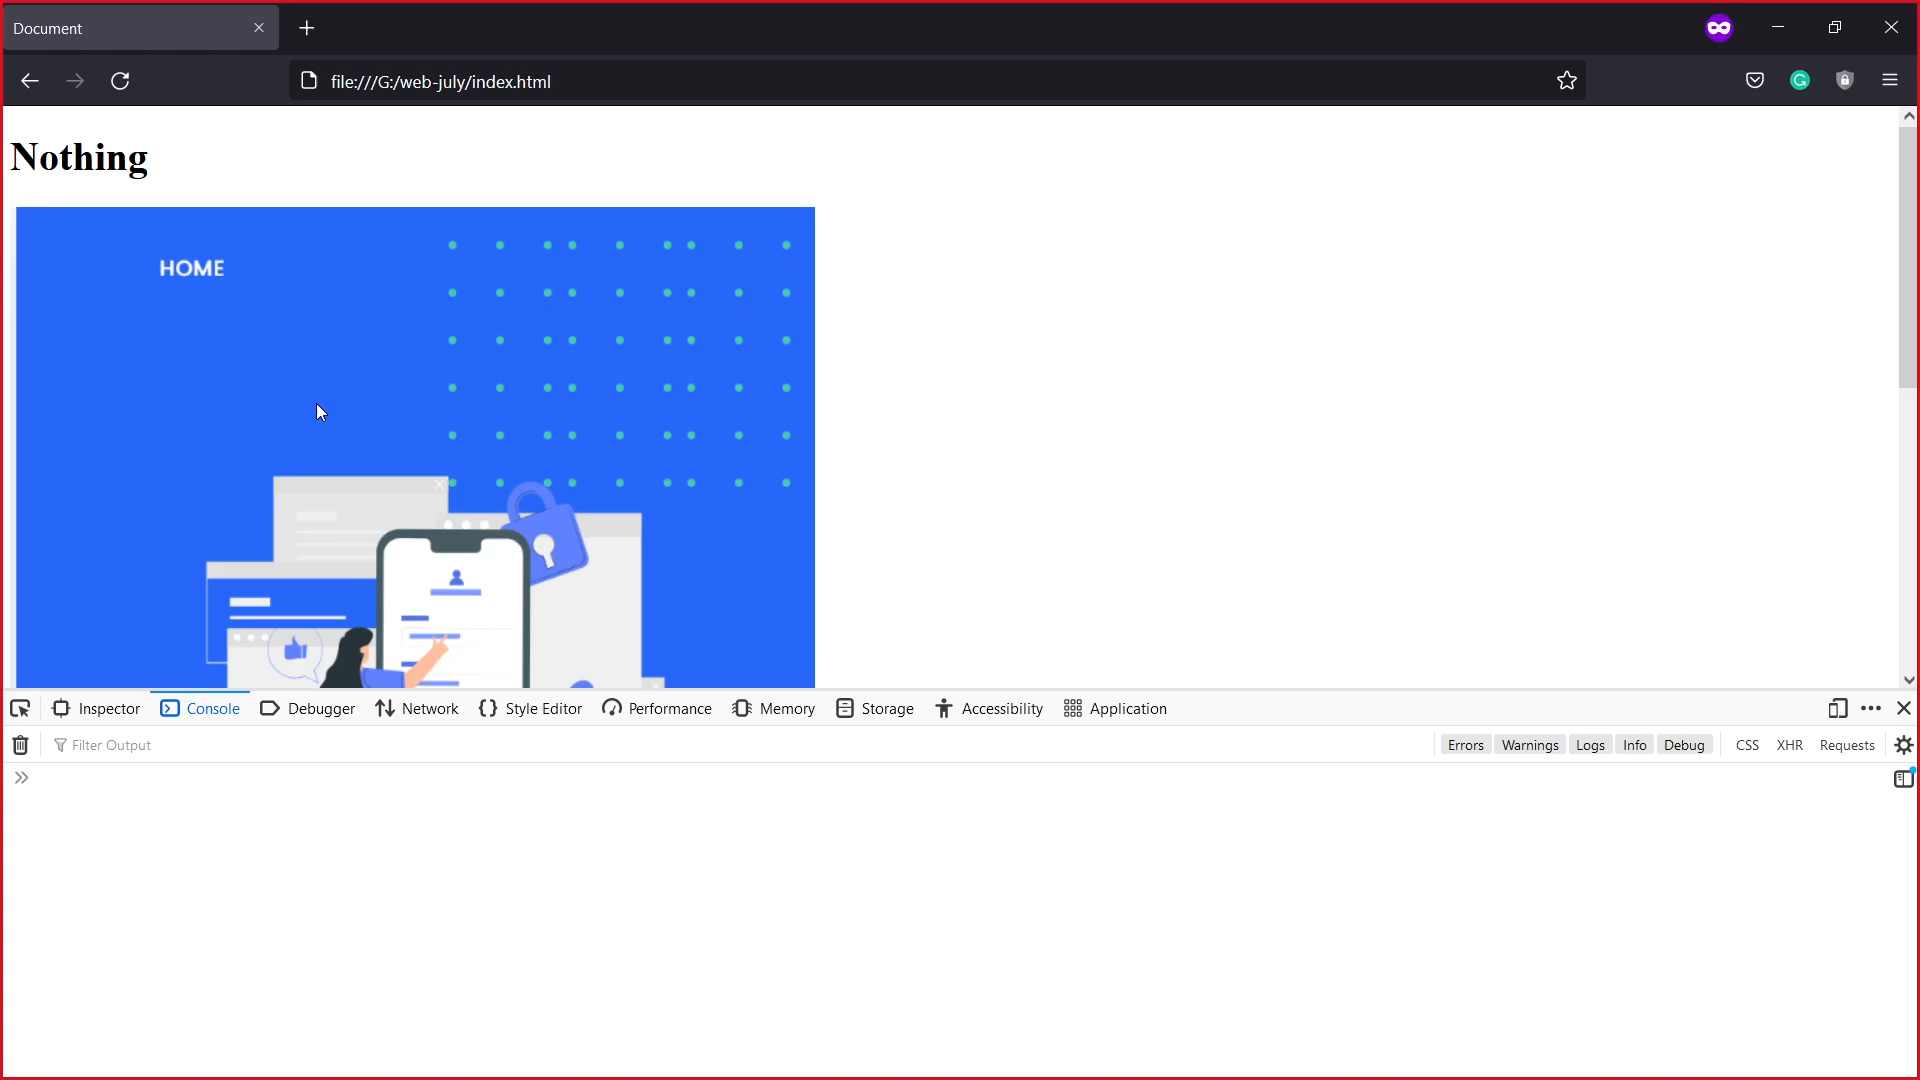 Document
file:///G:/web-july/index.html
Nothing
HOME
Inspector Console Debugger Network Style Editor Performance Memory Storage Accessibility Application
Filter Output Errors Warnings Logs Info Debug CSS XHR Requests